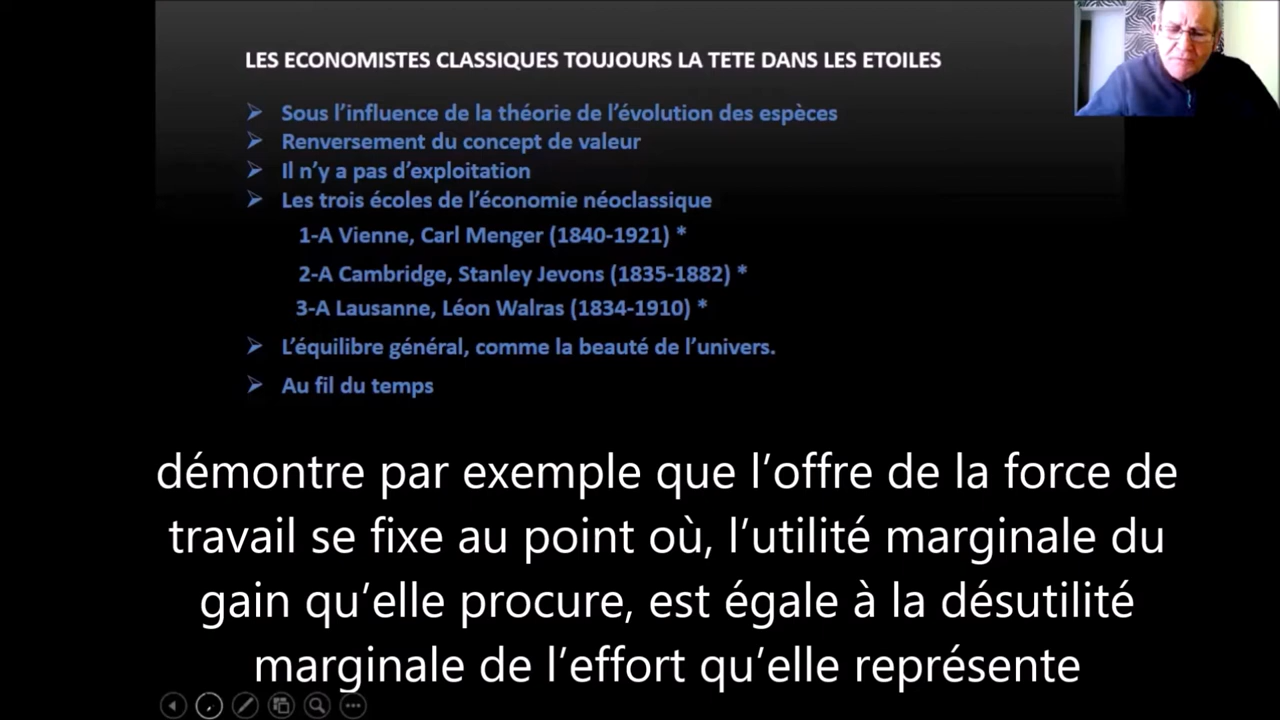 LES ECONOMISTES CLASSIQUES TOUJOURS LA TETE DANS LES ETOILES
Sous l’influence de la théorie de l’évolution des espèces
Renversement du concept de valeur
Il n’y a pas d’exploitation
Les trois écoles de l’économie néoclassique
1-A Vienne, Carl Menger (1840-1921) *
2-A Cambridge, Stanley Jevons (1835-1882) *
3-A Lausanne, Léon Walras (1834-1910) *
L’équilibre général, comme la beauté de l’univers.
Au fil du temps
démontre par exemple que l’offre de la force de
travail se fixe au point où, l’utilité marginale du
gain qu’elle procure, est égale à la désutilité
marginale de l’effort qu’elle représente